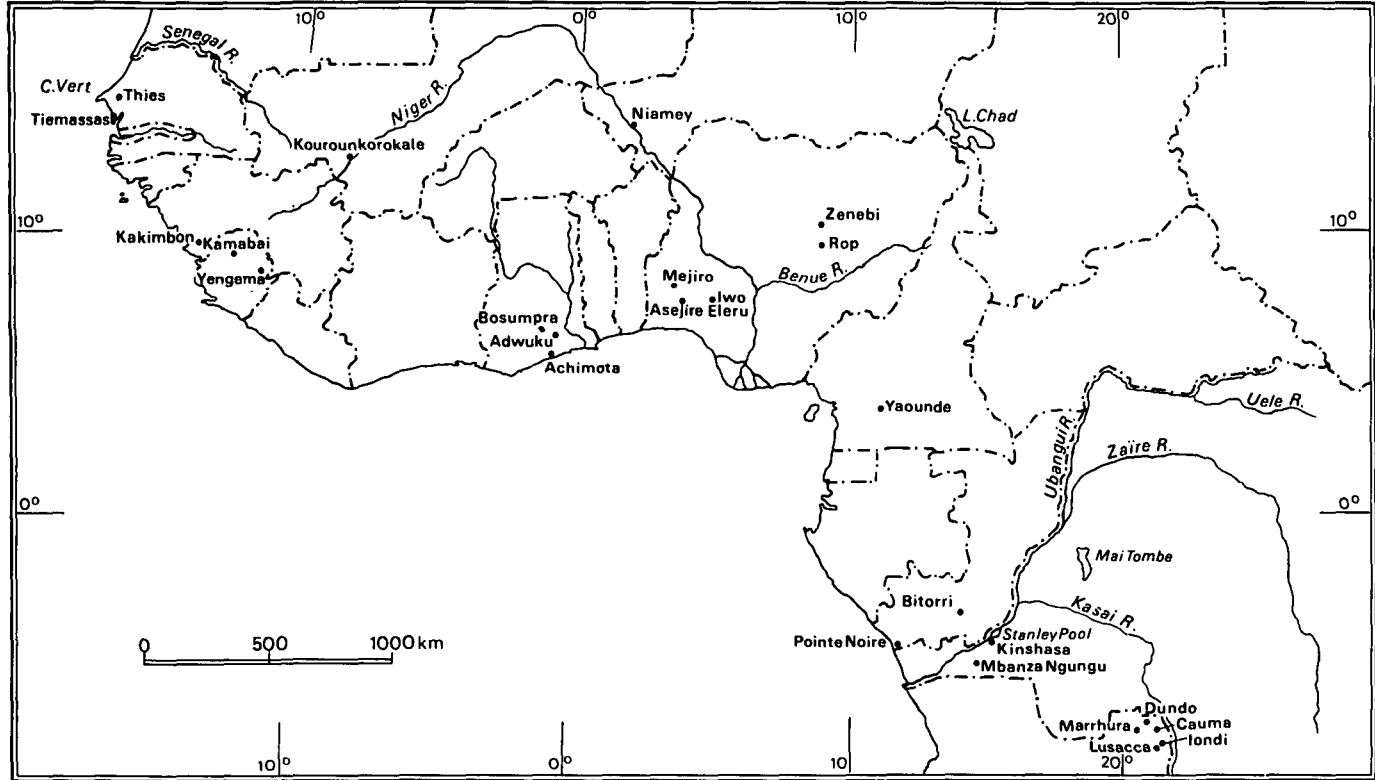 10°
0°
10°
20°
Senegal R.
C.Vert
Thies
Tiemassas
Niger R.
Niamey
L.Chad
Kourounkorokale
10°
10°
Zenebi
Rop
Kakimbon
Kamabai
Yengema
Benue R.
Mejiro
Iwo
Asejire
Eleru
Bosumpra
Adwuku
Achimota
Yaounde
Uele R.
Ubangui R.
Zaïre R.
0°
0°
Mai Tombe
Bitorri
Kasai R.
0
500
1000 km
Pointe Noire
Stanley Pool
Kinshasa
Mbanza Ngungu
Dundo
Marrhura
Cauma
Iondi
Lusacca
10°
0°
10°
20°